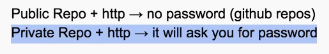 Public Repo + http → no password (github repos)
Private Repo + http → it will ask you for password